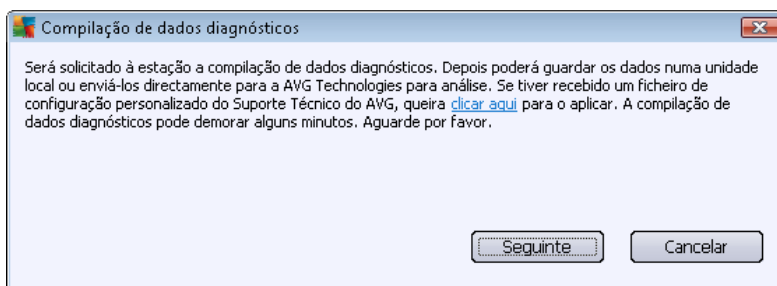 Compilação de dados diagnósticos
Será solicitado à estação a compilação de dados diagnósticos. Depois poderá guardar os dados numa unidade
local ou enviá-los directamente para a AVG Technologies para análise. Se tiver recebido um ficheiro de
configuração personalizado do Suporte Técnico do AVG, queira clicar aqui para o aplicar. A compilação de
dados diagnósticos pode demorar alguns minutos. Aguarde por favor.
Seguinte
Cancelar